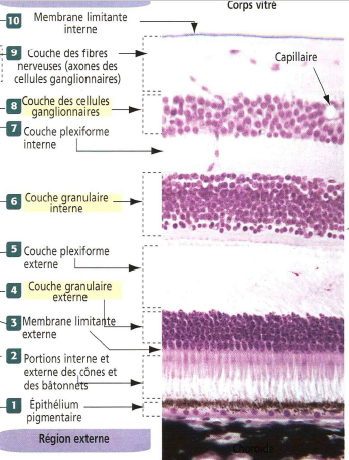 Corps vitré
10 Membrane limitante
interne
9 Couche des fibres
nerveuses (axones des
cellules ganglionnaires)
Capillaire
8 Couche des cellules
ganglionnaires
7 Couche plexiforme
interne
6 Couche granulaire
interne
5 Couche plexiforme
externe
4 Couche granulaire
externe
3 Membrane limitante
externe
2 Portions interne et
externe des cônes et
des bâtonnets
1 Épithélium
pigmentaire
Région externe
Choroïde